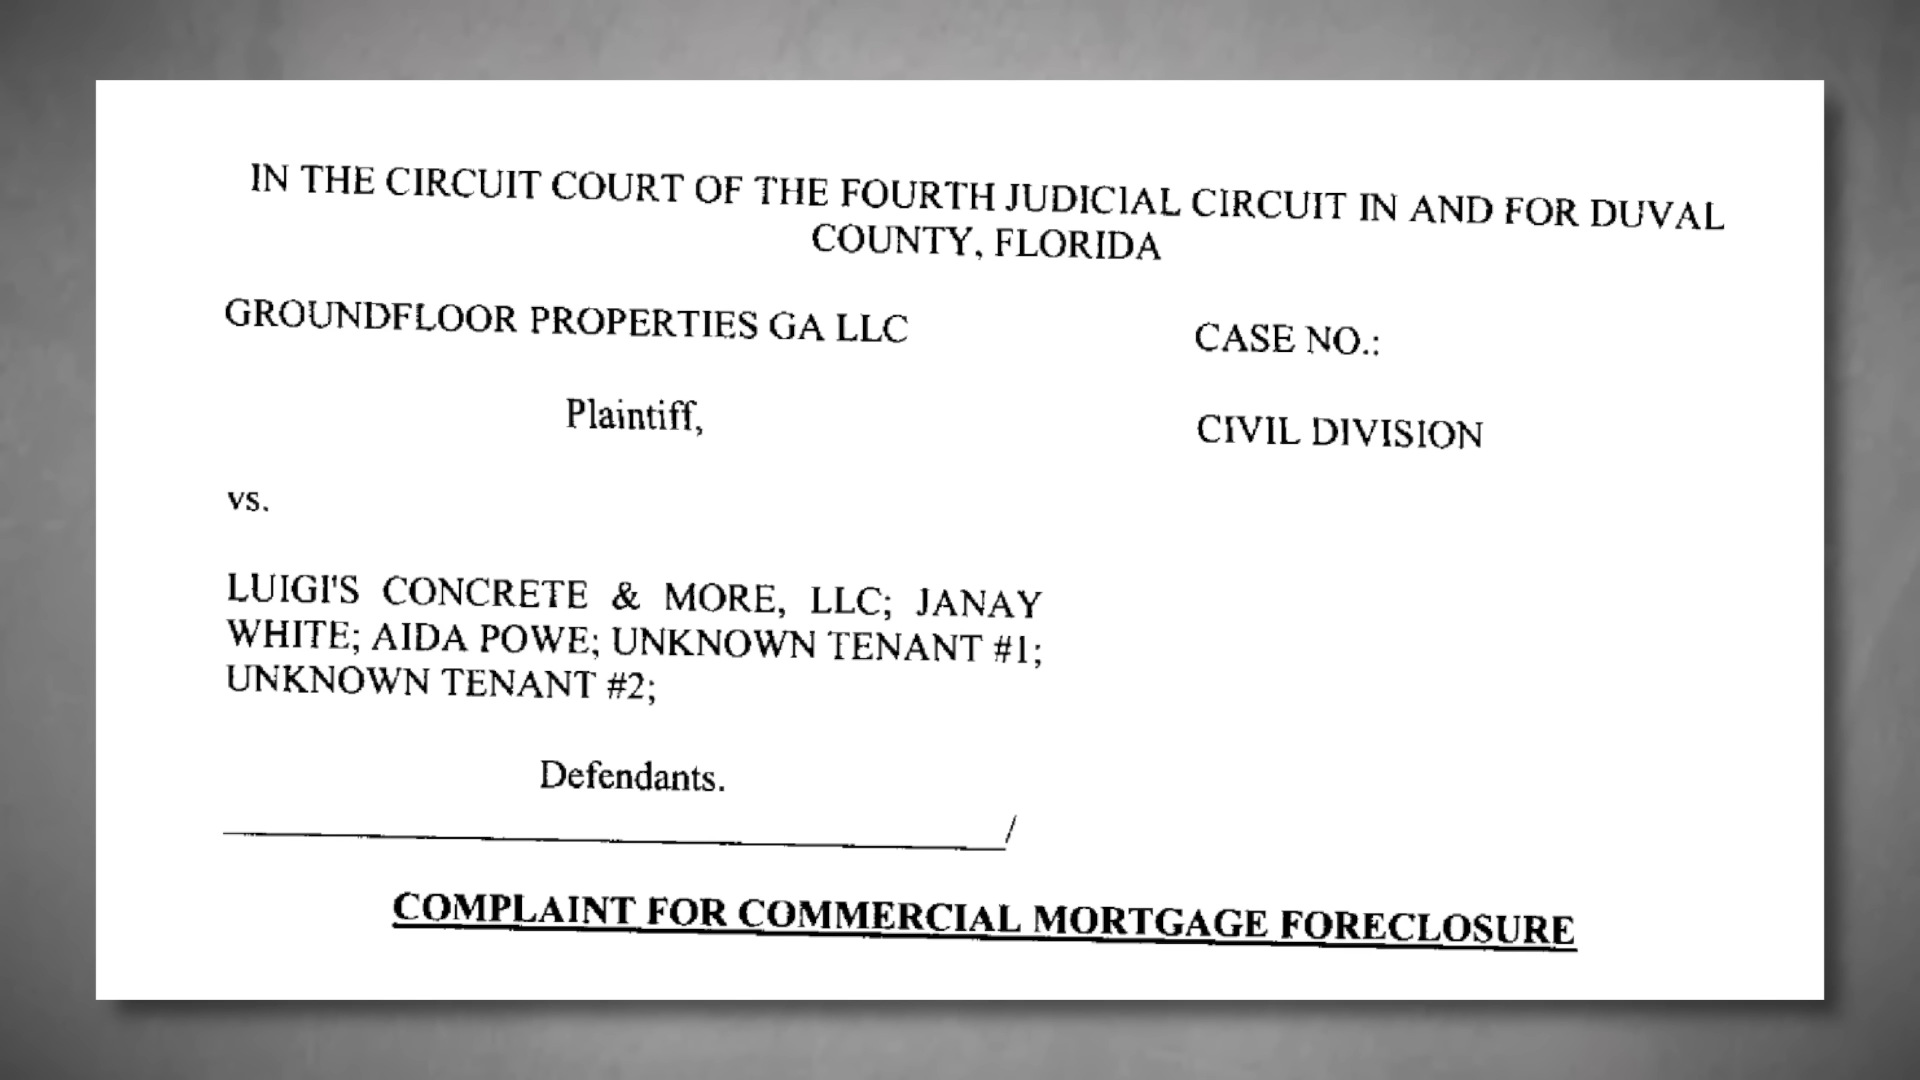 IN THE CIRCUIT COURT OF THE FOURTH JUDICIAL CIRCUIT IN AND FOR DUVAL
COUNTY, FLORIDA
GROUNDFLOOR PROPERTIES GA LLC
CASE NO.:
Plaintiff,
CIVIL DIVISION
vs.
LUIGI'S CONCRETE & MORE, LLC; JANAY
WHITE; AIDA POWE; UNKNOWN TENANT #1;
UNKNOWN TENANT #2;
Defendants.
/
COMPLAINT FOR COMMERCIAL MORTGAGE FORECLOSURE